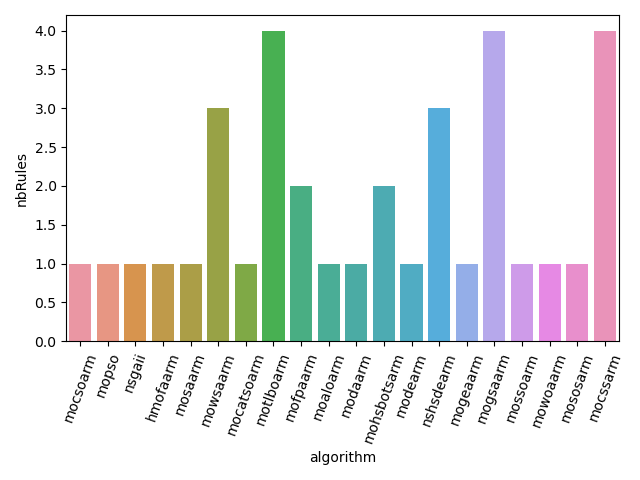 4.0
3.5
3.0
2.5
2.0
1.5
1.0
0.5
0.0
nbRules
mocsoarm
mopso
nsgaii
hmofaarm
mosaarm
mowsaarm
mocatsoarm
motlboarm
mofpaarm
moaloarm
modaarm
mohsbotsarm
modearm
nshsdearm
mogeaarm
mogsaarm
mossoarm
mowoaarm
mososarm
mocssarm
algorithm